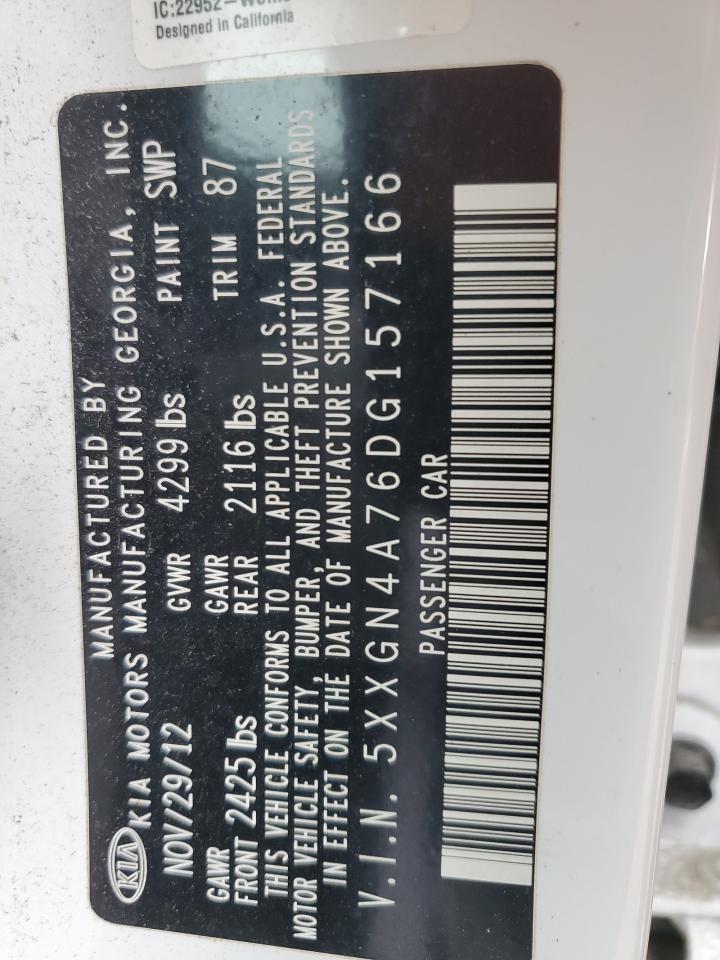 Designed in California
MANUFACTURED BY
KIA KIA MOTORS MANUFACTURING GEORGIA, INC.
NOV/29/12 GVWR 4299 lbs PAINT SWP
GAWR GAWR
FRONT 2425 lbs REAR 2116 lbs TRIM 87
THIS VEHICLE CONFORMS TO ALL APPLICABLE U.S.A. FEDERAL
MOTOR VEHICLE SAFETY, BUMPER, AND THEFT PREVENTION STANDARDS
IN EFFECT ON THE DATE OF MANUFACTURE SHOWN ABOVE.
V.I.N. 5XXGN4A76DG157166
PASSENGER CAR